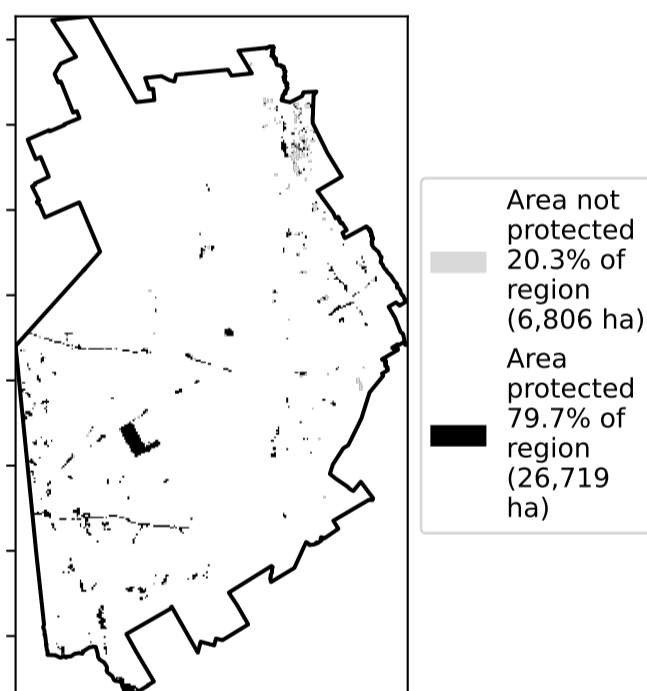 Area not
protected
20.3% of
region
(6,806 ha)
Area
protected
79.7% of
region
(26,719
ha)